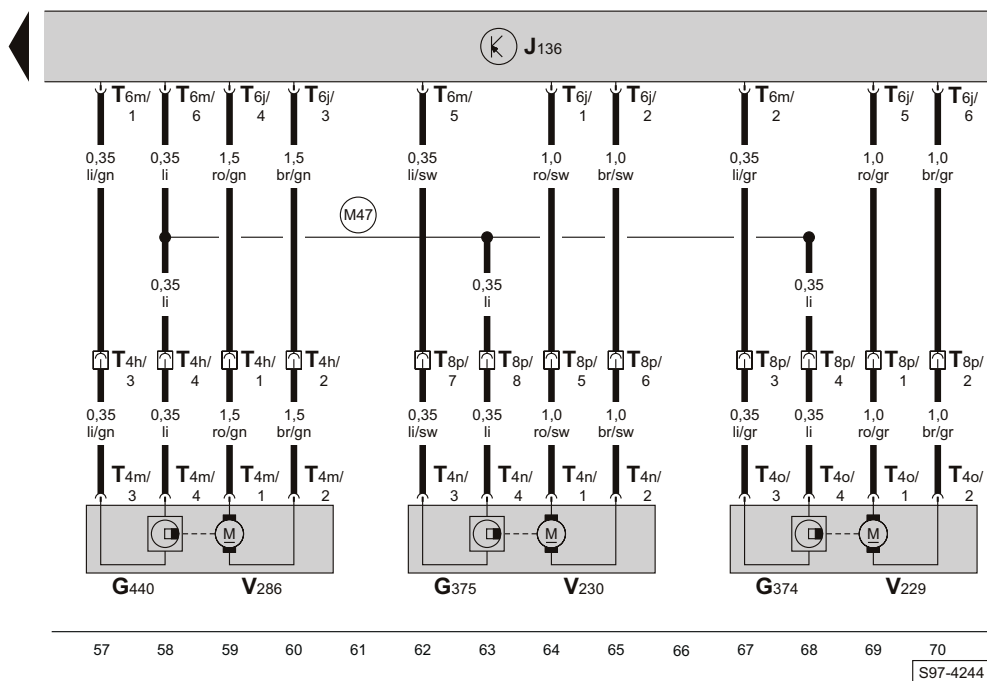 J136
T6m/ T6m/ T6j/ T6j/ T6m/ T6j/ T6j/ T6m/ T6j/ T6j/
1 6 4 3 5 1 2 2 5 6
0,35 0,35 1,5 1,5 0,35 1,0 1,0 0,35 1,0 1,0
li/gn li ro/gn br/gn li/sw ro/sw br/sw li/gr ro/gr br/gr
M47
0,35 0,35 0,35
li li li
T4h/ T4h/ T4h/ T4h/ T8p/ T8p/ T8p/ T8p/ T8p/ T8p/ T8p/ T8p/
3 4 1 2 7 8 5 6 3 4 1 2
0,35 0,35 1,5 1,5 0,35 0,35 1,0 1,0 0,35 0,35 1,0 1,0
li/gn li ro/gn br/gn li/sw li ro/sw br/sw li/gr li ro/gr br/gr
T4m/ T4m/ T4m/ T4m/ T4n/ T4n/ T4n/ T4n/ T4o/ T4o/ T4o/ T4o/
3 4 1 2 3 4 1 2 3 4 1 2
M M M
G440 V286 G375 V230 G374 V229
57 58 59 60 61 62 63 64 65 66 67 68 69 70
S97-4244